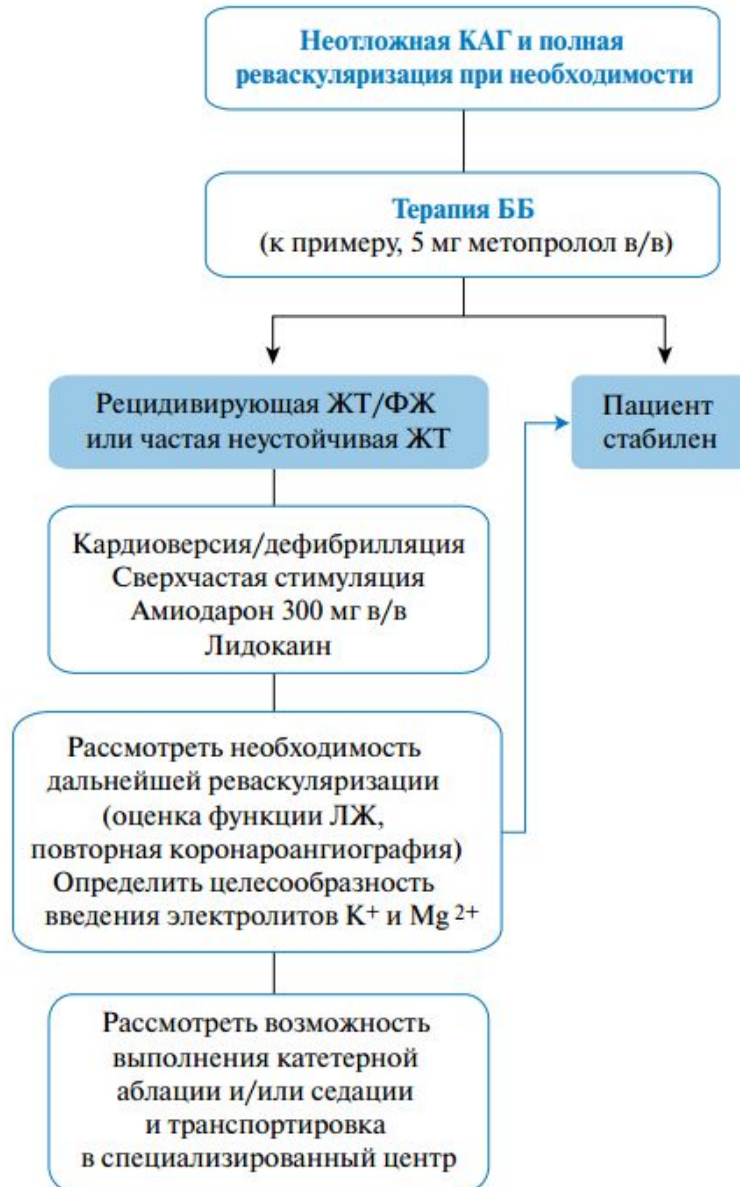 Неотложная КАГ и полная
реваскуляризация при необходимости
Терапия ББ
(к примеру, 5 мг метопролол в/в)
Рецидивирующая ЖТ/ФЖ
или частая неустойчивая ЖТ
Пациент
стабилен
Кардиоверсия/дефибрилляция
Сверхчастая стимуляция
Амиодарон 300 мг в/в
Лидокаин
Рассмотреть необходимость
дальнейшей реваскуляризации
(оценка функции ЛЖ,
повторная коронароангиография)
Определить целесообразность
введения электролитов K⁺ и Mg ²⁺
Рассмотреть возможность
выполнения катетерной
аблации и/или седации
и транспортировка
в специализированный центр